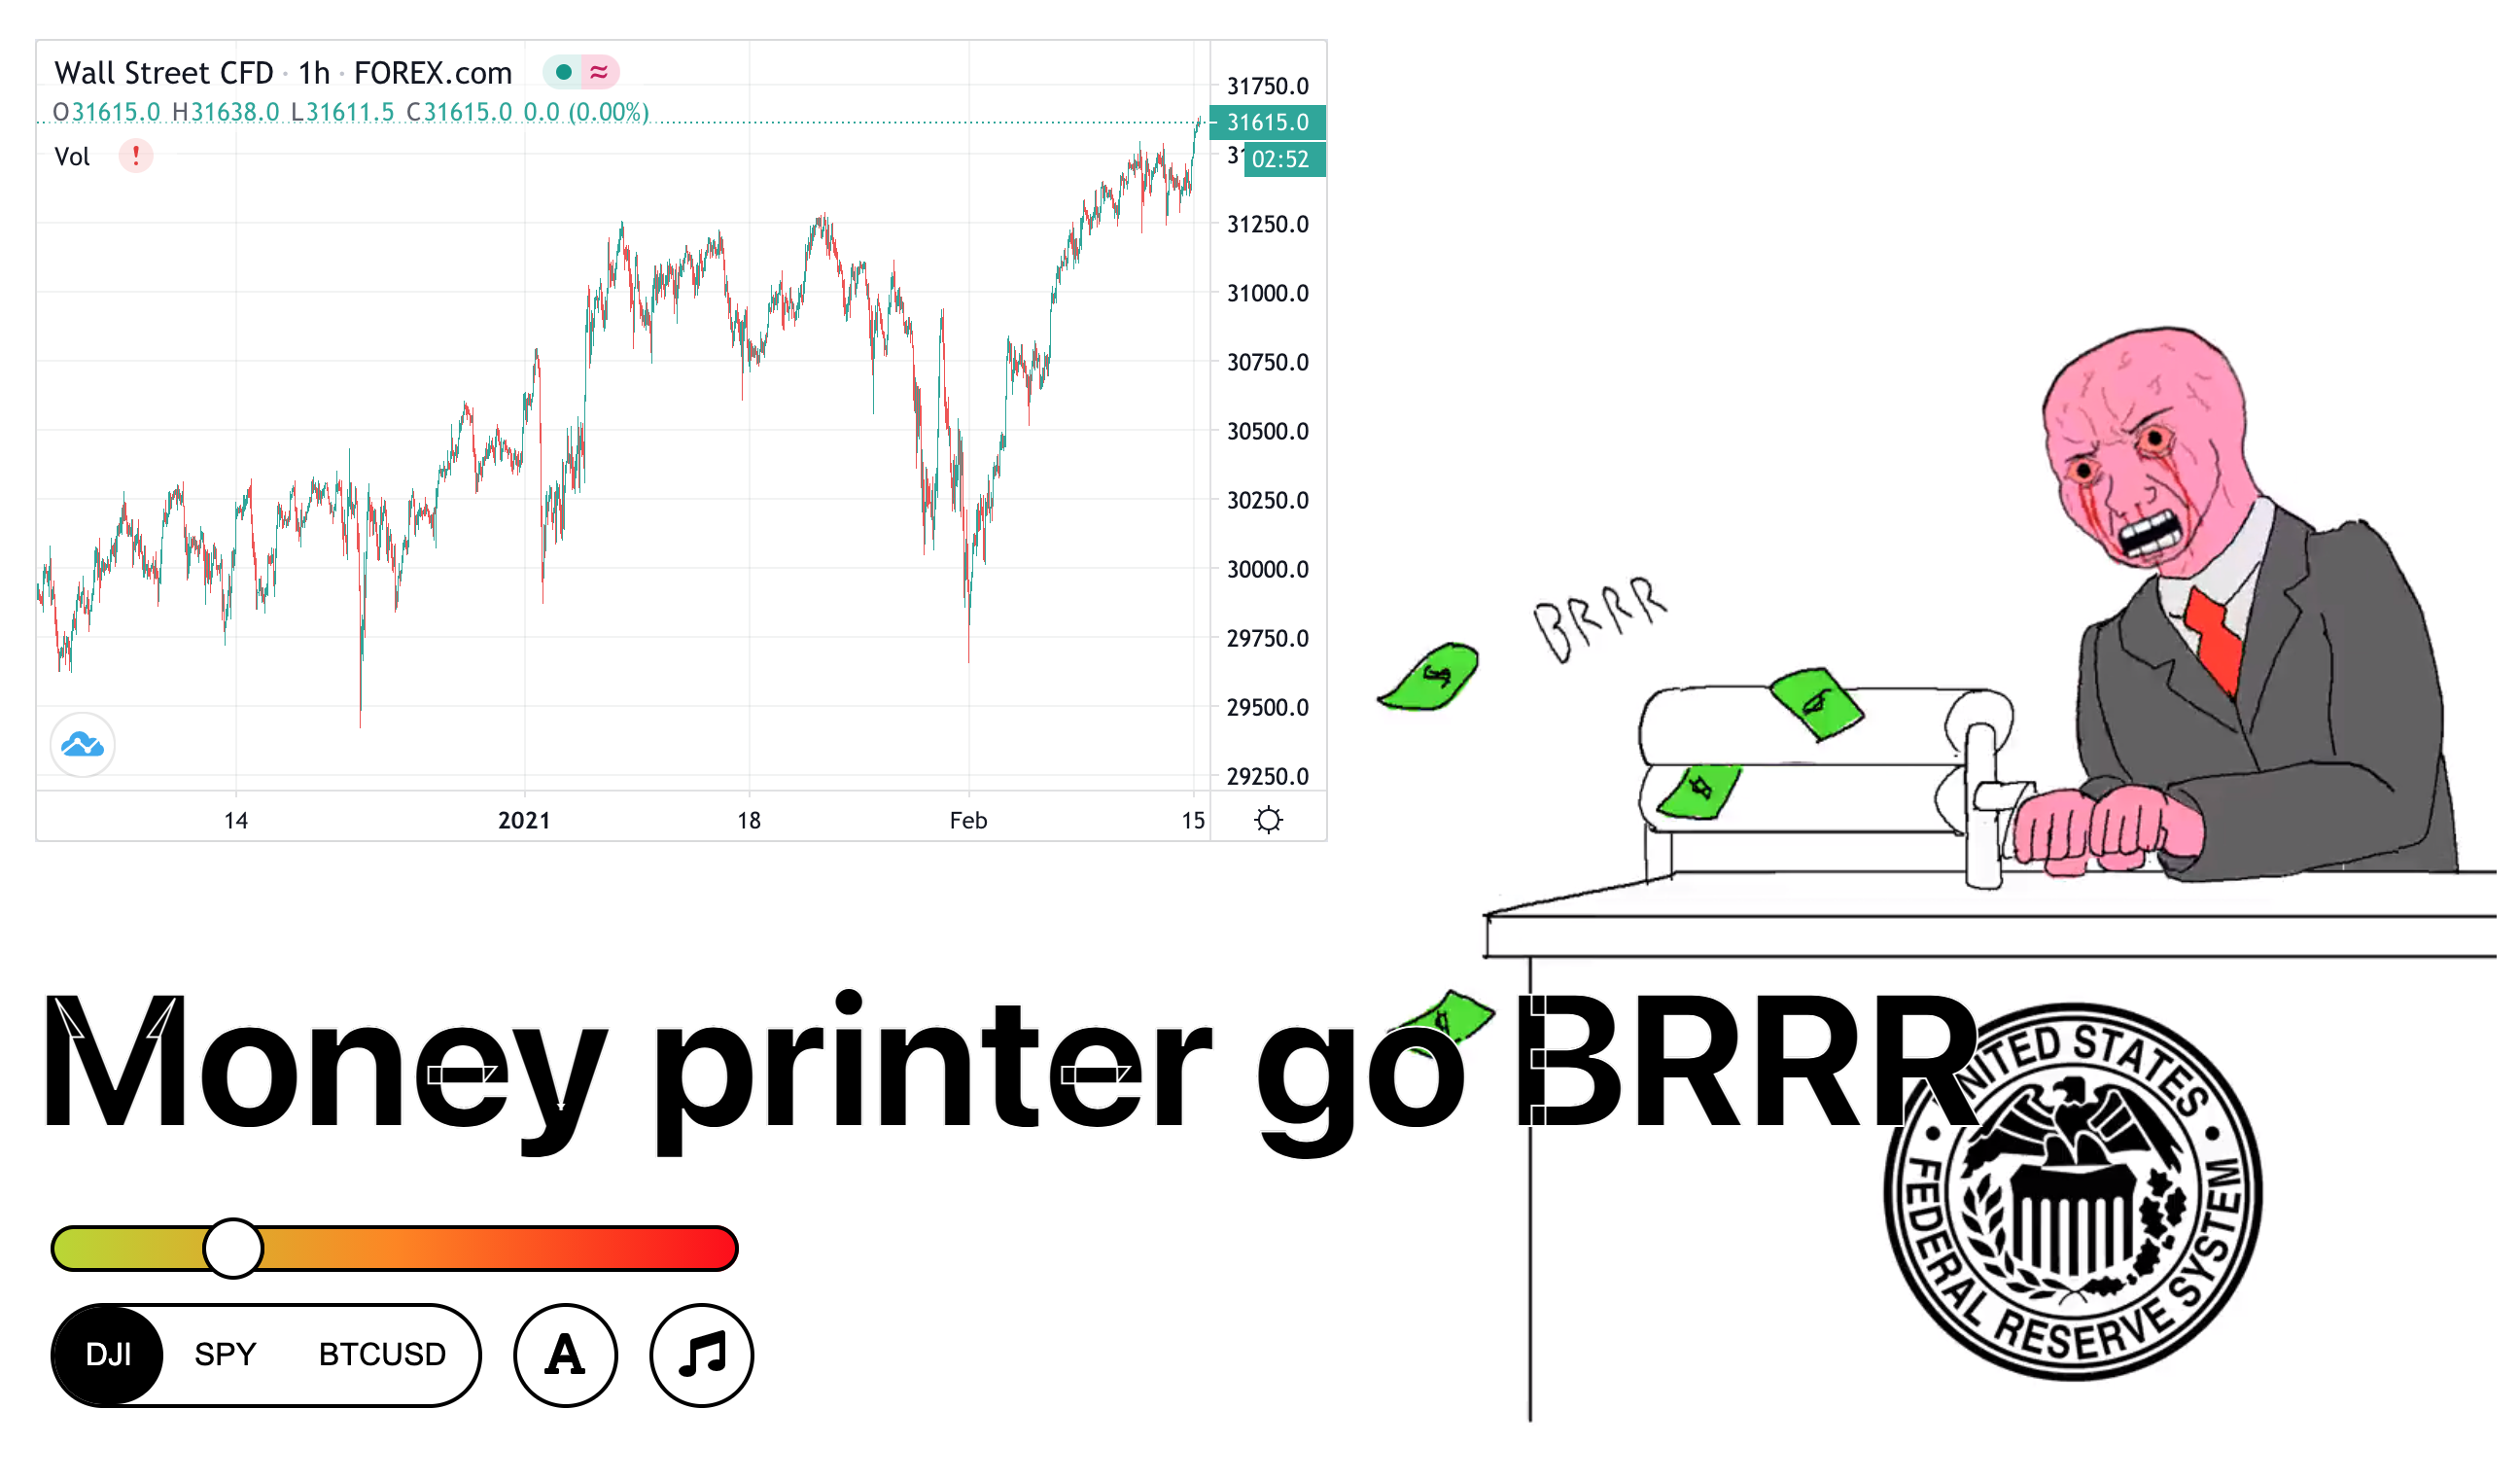 Wall Street CFD · 1h · FOREX.com
O31615.0 H31638.0 L31611.5 C31615.0 0.0 (0.00%)
Vol !
31750.0
31615.0
02:52
31250.0
31000.0
30750.0
30500.0
30250.0
30000.0
29750.0
29500.0
29250.0
14 2021 18 Feb 15
BRRR
$
Money printer go BRRR
UNITED STATES
FEDERAL RESERVE SYSTEM
DJI SPY BTCUSD A